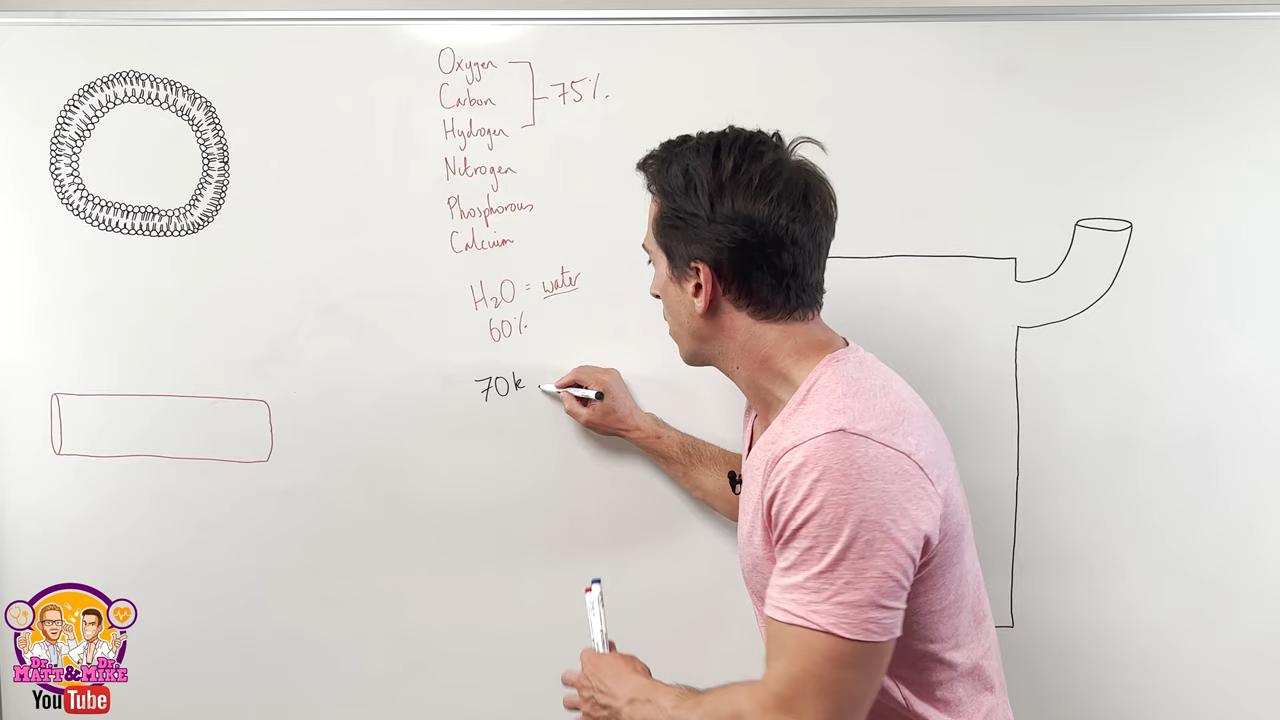 Oxygen
Carbon
75%.
Hydrogen
Nitrogen
Phosphorous
Calcium
H₂O = water
60%
70k
Dr. Dr.
MATT&MIKE
YouTube